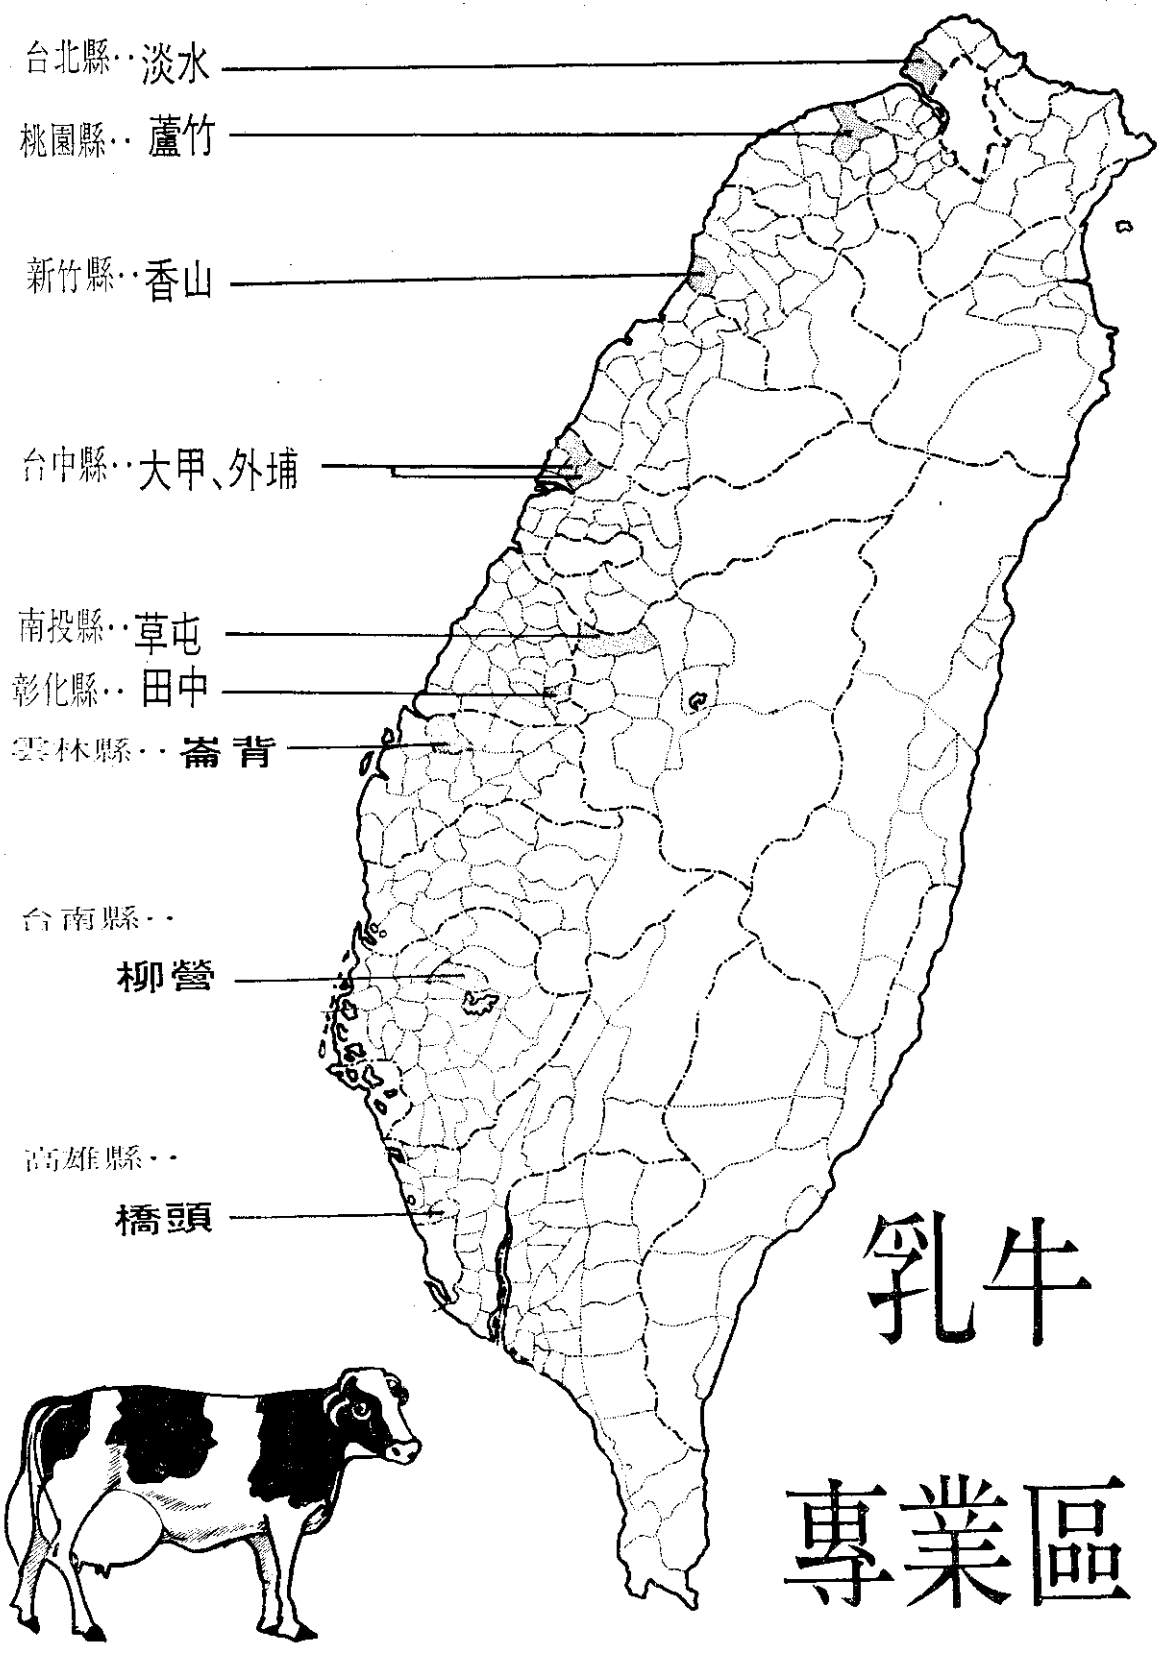 台北縣‥淡水
桃園縣‥蘆竹
新竹縣‥香山
台中縣‥大甲、外埔
南投縣‥草屯
彰化縣‥田中
雲林縣‥崙背
台南縣‥
柳營
高雄縣‥
橋頭
乳牛
專業區